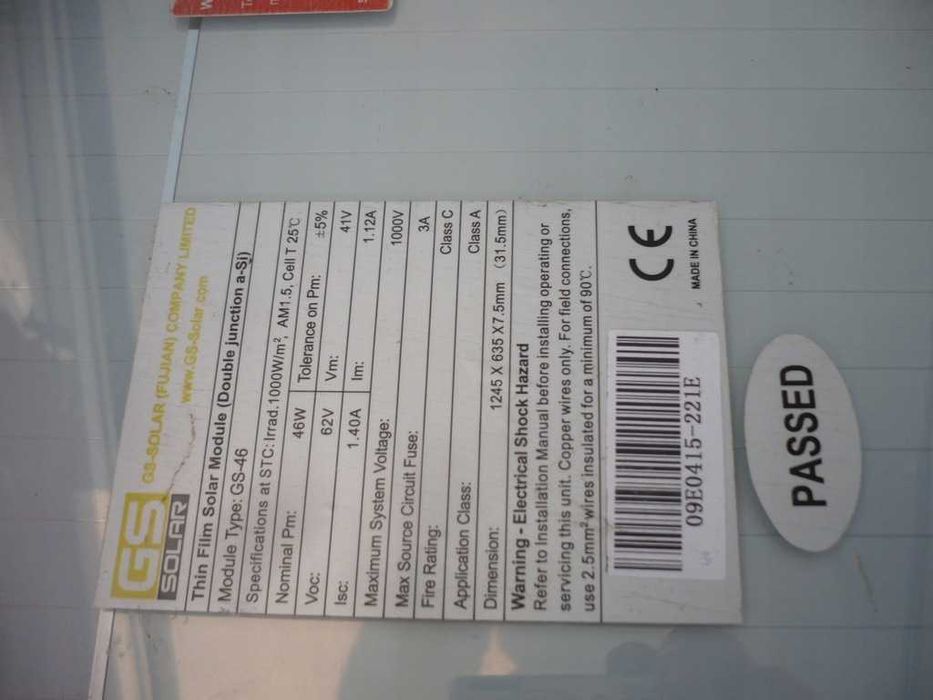 GS
SOLAR
GS-SOLAR (FUJIAN) COMPANY LIMITED
www.GS-Solar.com
Thin Film Solar Module (Double junction a-Si)
Module Type: GS-46
Specifications at STC: Irrad.1000W/m², AM1.5, Cell T 25℃
Nominal Pm: 46W Tolerance on Pm: ±5%
Voc: 62V Vm: 41V
Isc: 1.40A Im: 1.12A
Maximum System Voltage: 1000V
Max Source Circuit Fuse: 3A
Fire Rating: Class C
Application Class: Class A
Dimension: 1245 X 635 X7.5mm (31.5mm)
Warning - Electrical Shock Hazard
Refer to Installation Manual before installing operating or
servicing this unit. Copper wires only. For field connections,
use 2.5mm² wires insulated for a minimum of 90℃.
09E0415-221E
CE
MADE IN CHINA
PASSED